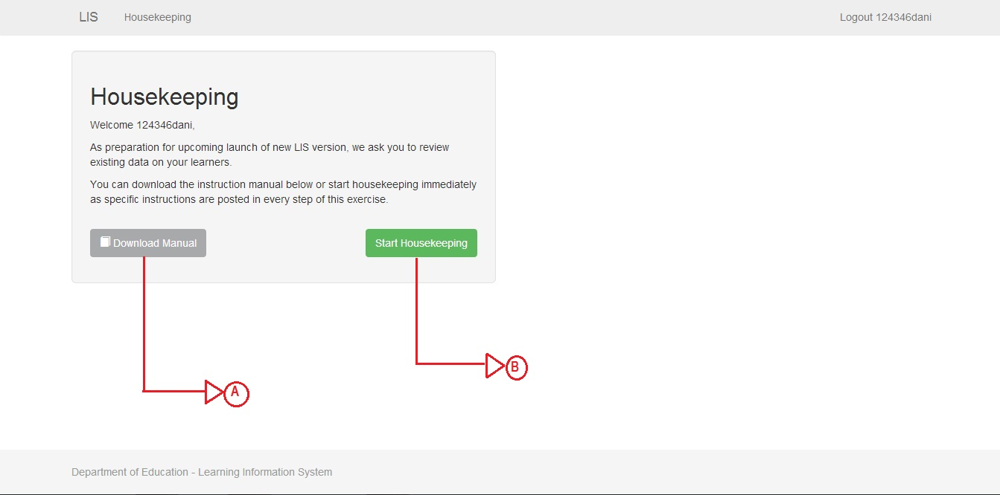 LIS Housekeeping Logout 124346dani
Housekeeping
Welcome 124346dani,
As preparation for upcoming launch of new LIS version, we ask you to review
existing data on your learners.
You can download the instruction manual below or start housekeeping immediately
as specific instructions are posted in every step of this exercise.
Download Manual Start Housekeeping
B
A
Department of Education - Learning Information System